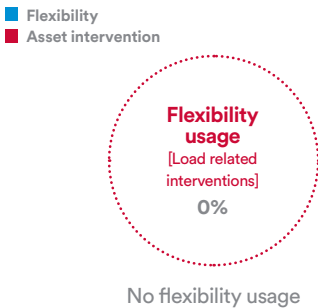 Flexibility
Asset intervention
Flexibility
usage
[Load related
interventions]
0%
No flexibility usage